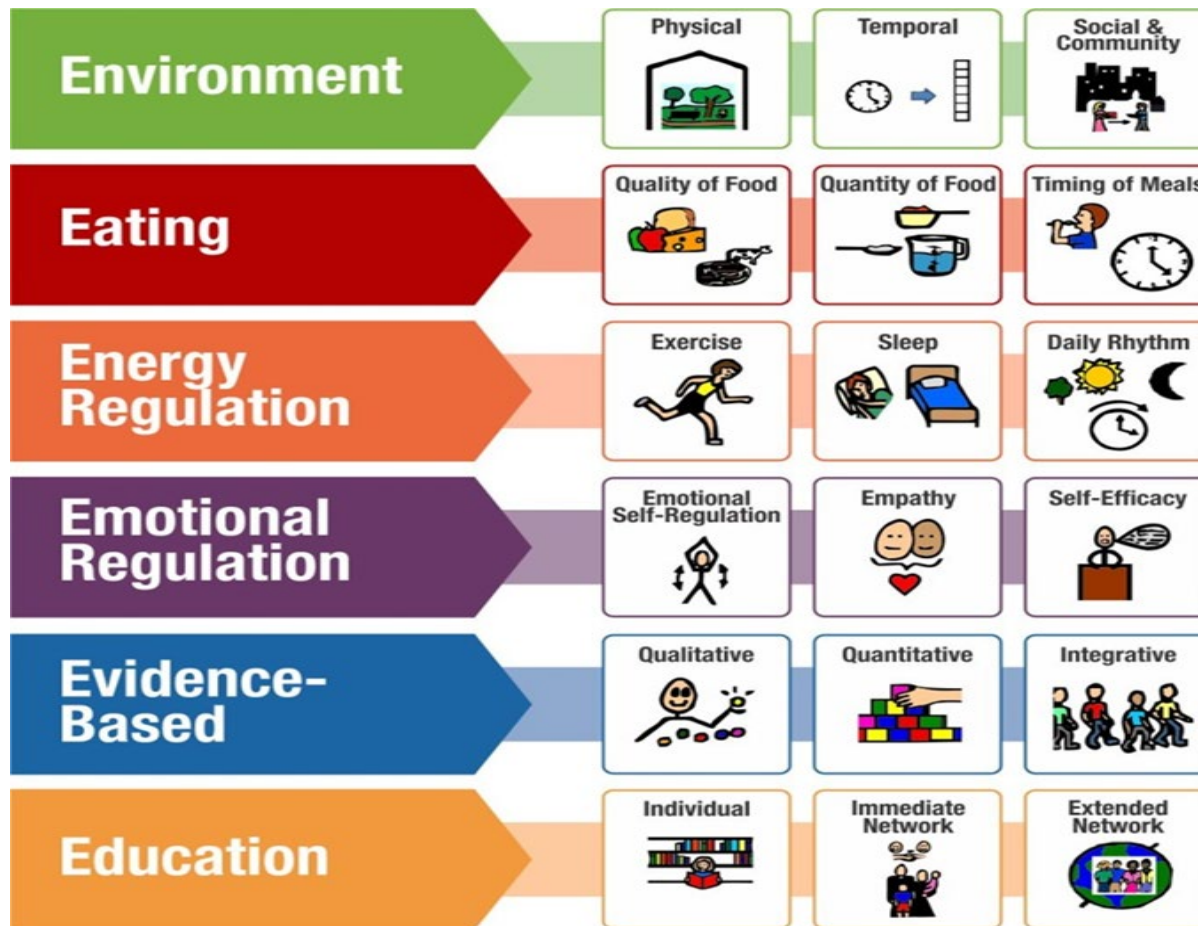 Environment
Physical
Temporal
Social &
Community
Eating
Quality of Food
Quantity of Food
Timing of Meals
Energy
Regulation
Exercise
Sleep
Daily Rhythm
Emotional
Regulation
Emotional
Self-Regulation
Empathy
Self-Efficacy
Evidence-
Based
Qualitative
Quantitative
Integrative
Education
Individual
Immediate
Network
Extended
Network